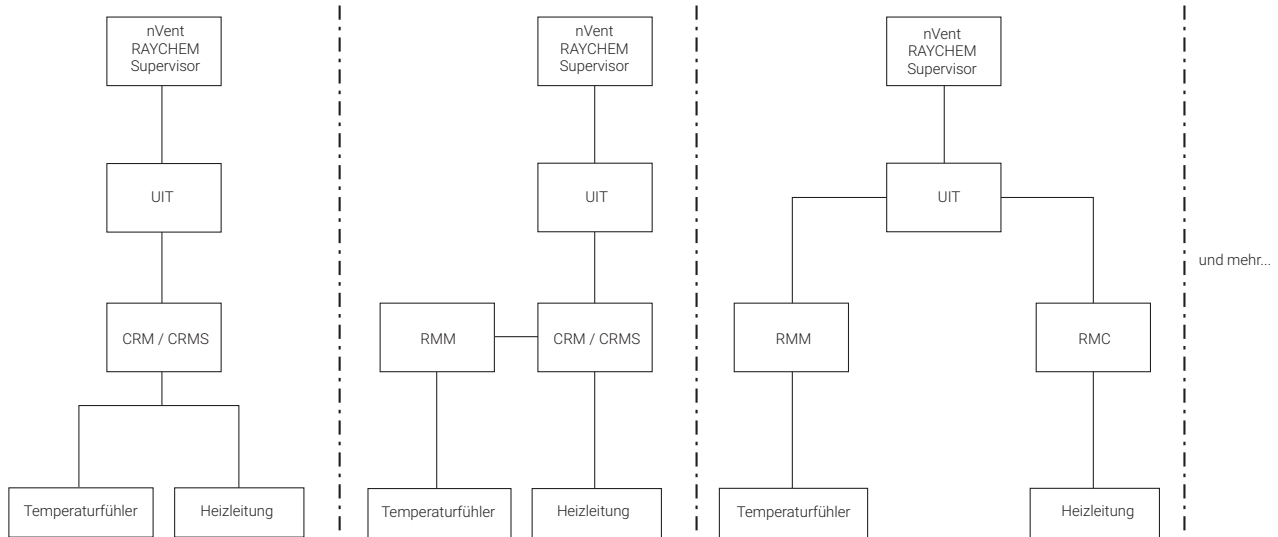 nVent
RAYCHEM
Supervisor
UIT
CRM / CRMS
Temperaturfühler
Heizleitung
nVent
RAYCHEM
Supervisor
UIT
RMM
CRM / CRMS
Temperaturfühler
Heizleitung
nVent
RAYCHEM
Supervisor
UIT
RMM
RMC
Temperaturfühler
Heizleitung
und mehr...